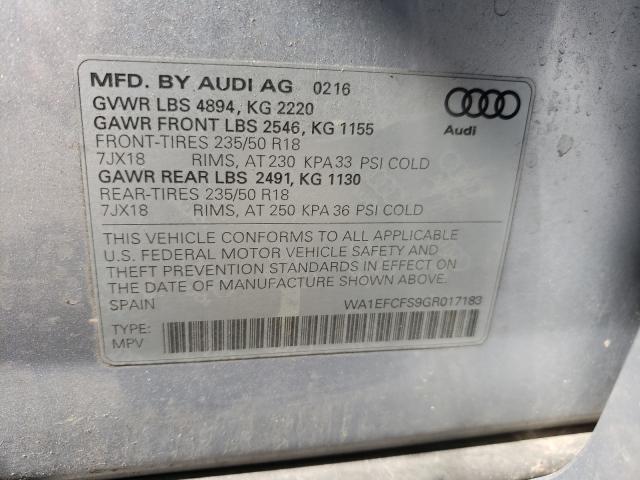 MFD. BY AUDI AG 0216
GVWR LBS 4894, KG 2220
GAWR FRONT LBS 2546, KG 1155
FRONT-TIRES 235/50 R18
7JX18 RIMS, AT 230 KPA 33 PSI COLD
GAWR REAR LBS 2491, KG 1130
REAR-TIRES 235/50 R18
7JX18 RIMS, AT 250 KPA 36 PSI COLD
Audi
THIS VEHICLE CONFORMS TO ALL APPLICABLE
U.S. FEDERAL MOTOR VEHICLE SAFETY AND
THEFT PREVENTION STANDARDS IN EFFECT ON
THE DATE OF MANUFACTURE SHOWN ABOVE.
SPAIN WA1EFCFS9GR017183
TYPE:
MPV